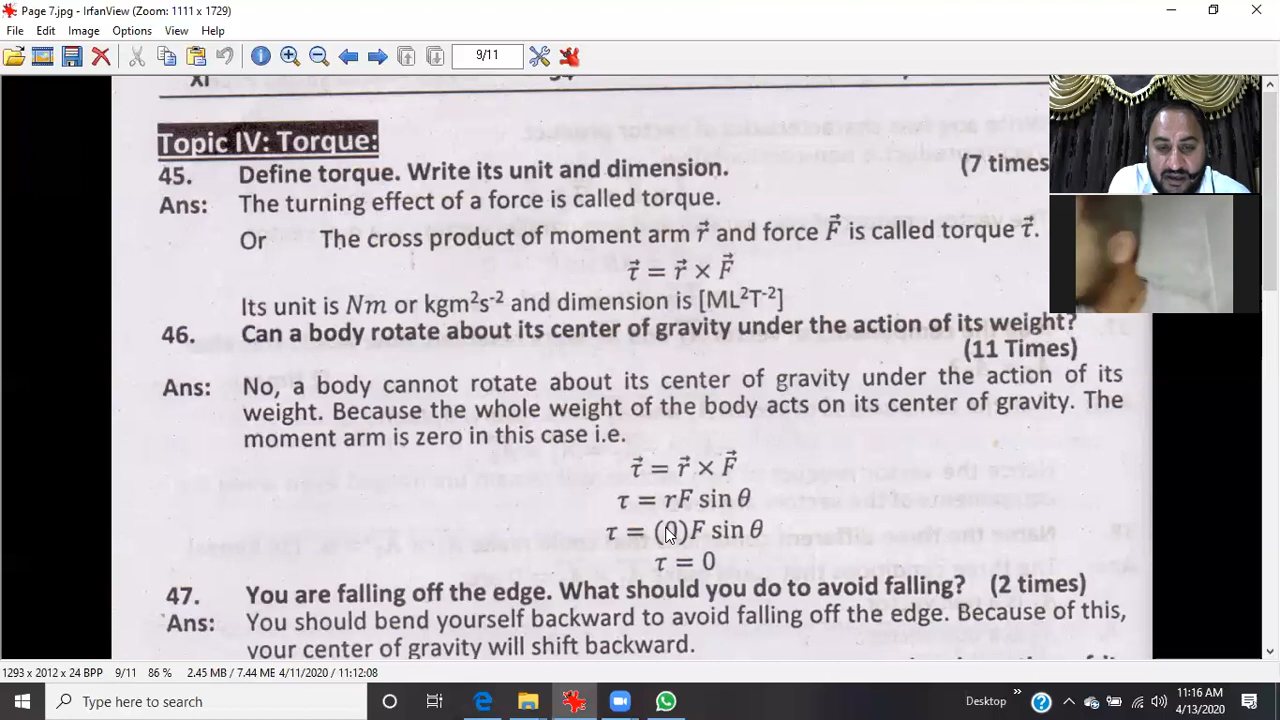 Page 7.jpg - IrfanView (Zoom: 1111 x 1729)
File Edit Image Options View Help
9/11
XI
Topic IV: Torque:
45. Define torque. Write its unit and dimension. (7 times
Ans: The turning effect of a force is called torque.
Or The cross product of moment arm r⃗ and force F⃗ is called torque τ⃗.
τ⃗ = r⃗ × F⃗
Its unit is Nm or kgm²s⁻² and dimension is [ML²T⁻²]
46. Can a body rotate about its center of gravity under the action of its weight?
(11 Times)
Ans: No, a body cannot rotate about its center of gravity under the action of its
weight. Because the whole weight of the body acts on its center of gravity. The
moment arm is zero in this case i.e.
τ⃗ = r⃗ × F⃗
τ = rF sin θ
τ = (0)F sin θ
τ = 0
47. You are falling off the edge. What should you do to avoid falling? (2 times)
Ans: You should bend yourself backward to avoid falling off the edge. Because of this,
your center of gravity will shift backward.
1293 x 2012 x 24 BPP 9/11 86 % 2.45 MB / 7.44 MB 4/11/2020 / 11:12:08
Type here to search
Desktop
11:16 AM
4/13/2020